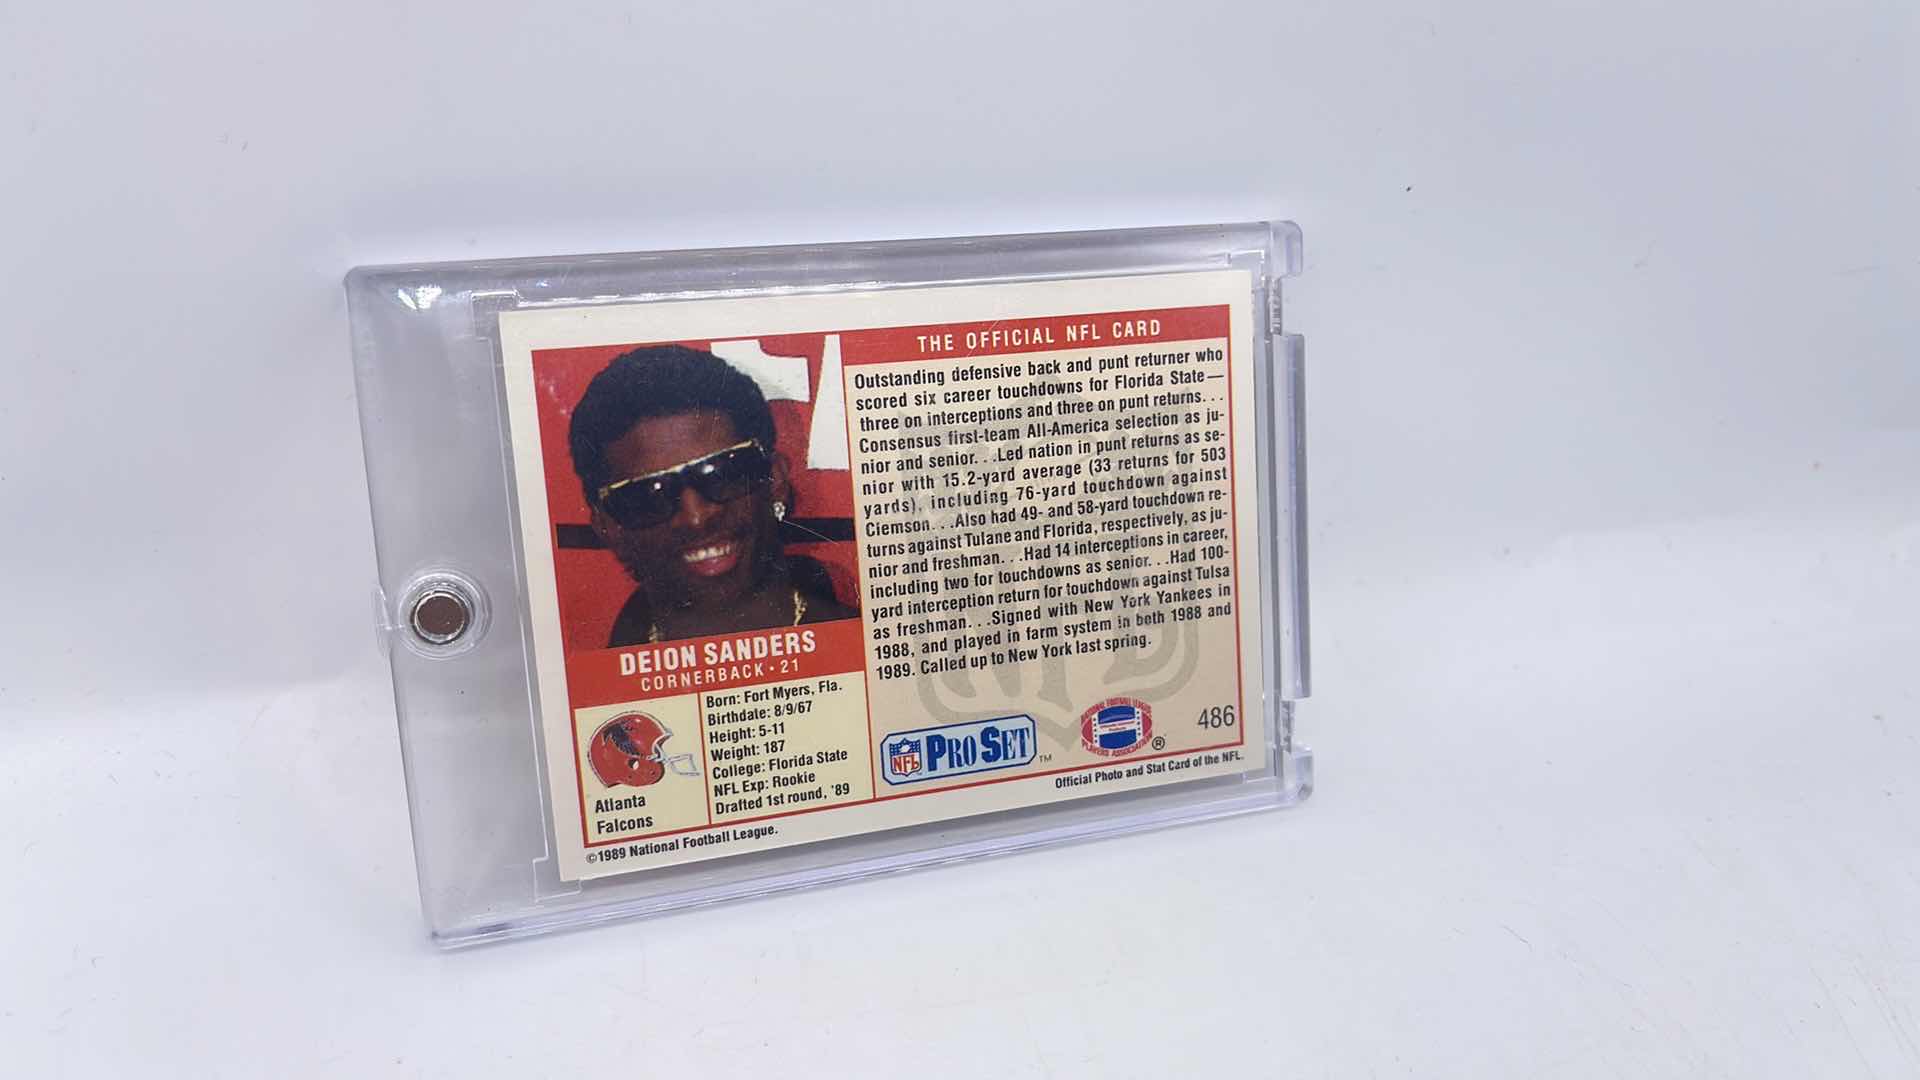 THE OFFICIAL NFL CARD
Outstanding defensive back and punt returner who
scored six career touchdowns for Florida State—
three on interceptions and three on punt returns. . .
Consensus first-team All-America selection as ju-
nior and senior. . .Led nation in punt returns as se-
nior with 15.2-yard average (33 returns for 503
yards), including 76-yard touchdown against
Clemson. . .Also had 49- and 58-yard touchdown re-
turns against Tulane and Florida, respectively, as ju-
nior and freshman. . .Had 14 interceptions in career,
including two for touchdowns as senior. . .Had 100-
yard interception return for touchdown against Tulsa
as freshman. . .Signed with New York Yankees in
1988, and played in farm system in both 1988 and
1989. Called up to New York last spring.
DEION SANDERS
CORNERBACK • 21
Atlanta
Falcons
Born: Fort Myers, Fla.
Birthdate: 8/9/67
Height: 5-11
Weight: 187
College: Florida State
NFL Exp: Rookie
Drafted 1st round, '89
NFL
PRO SET™
NATIONAL FOOTBALL LEAGUE
PLAYERS ASSOCIATION
®
486
Official Photo and Stat Card of the NFL.
©1989 National Football League.
NFL